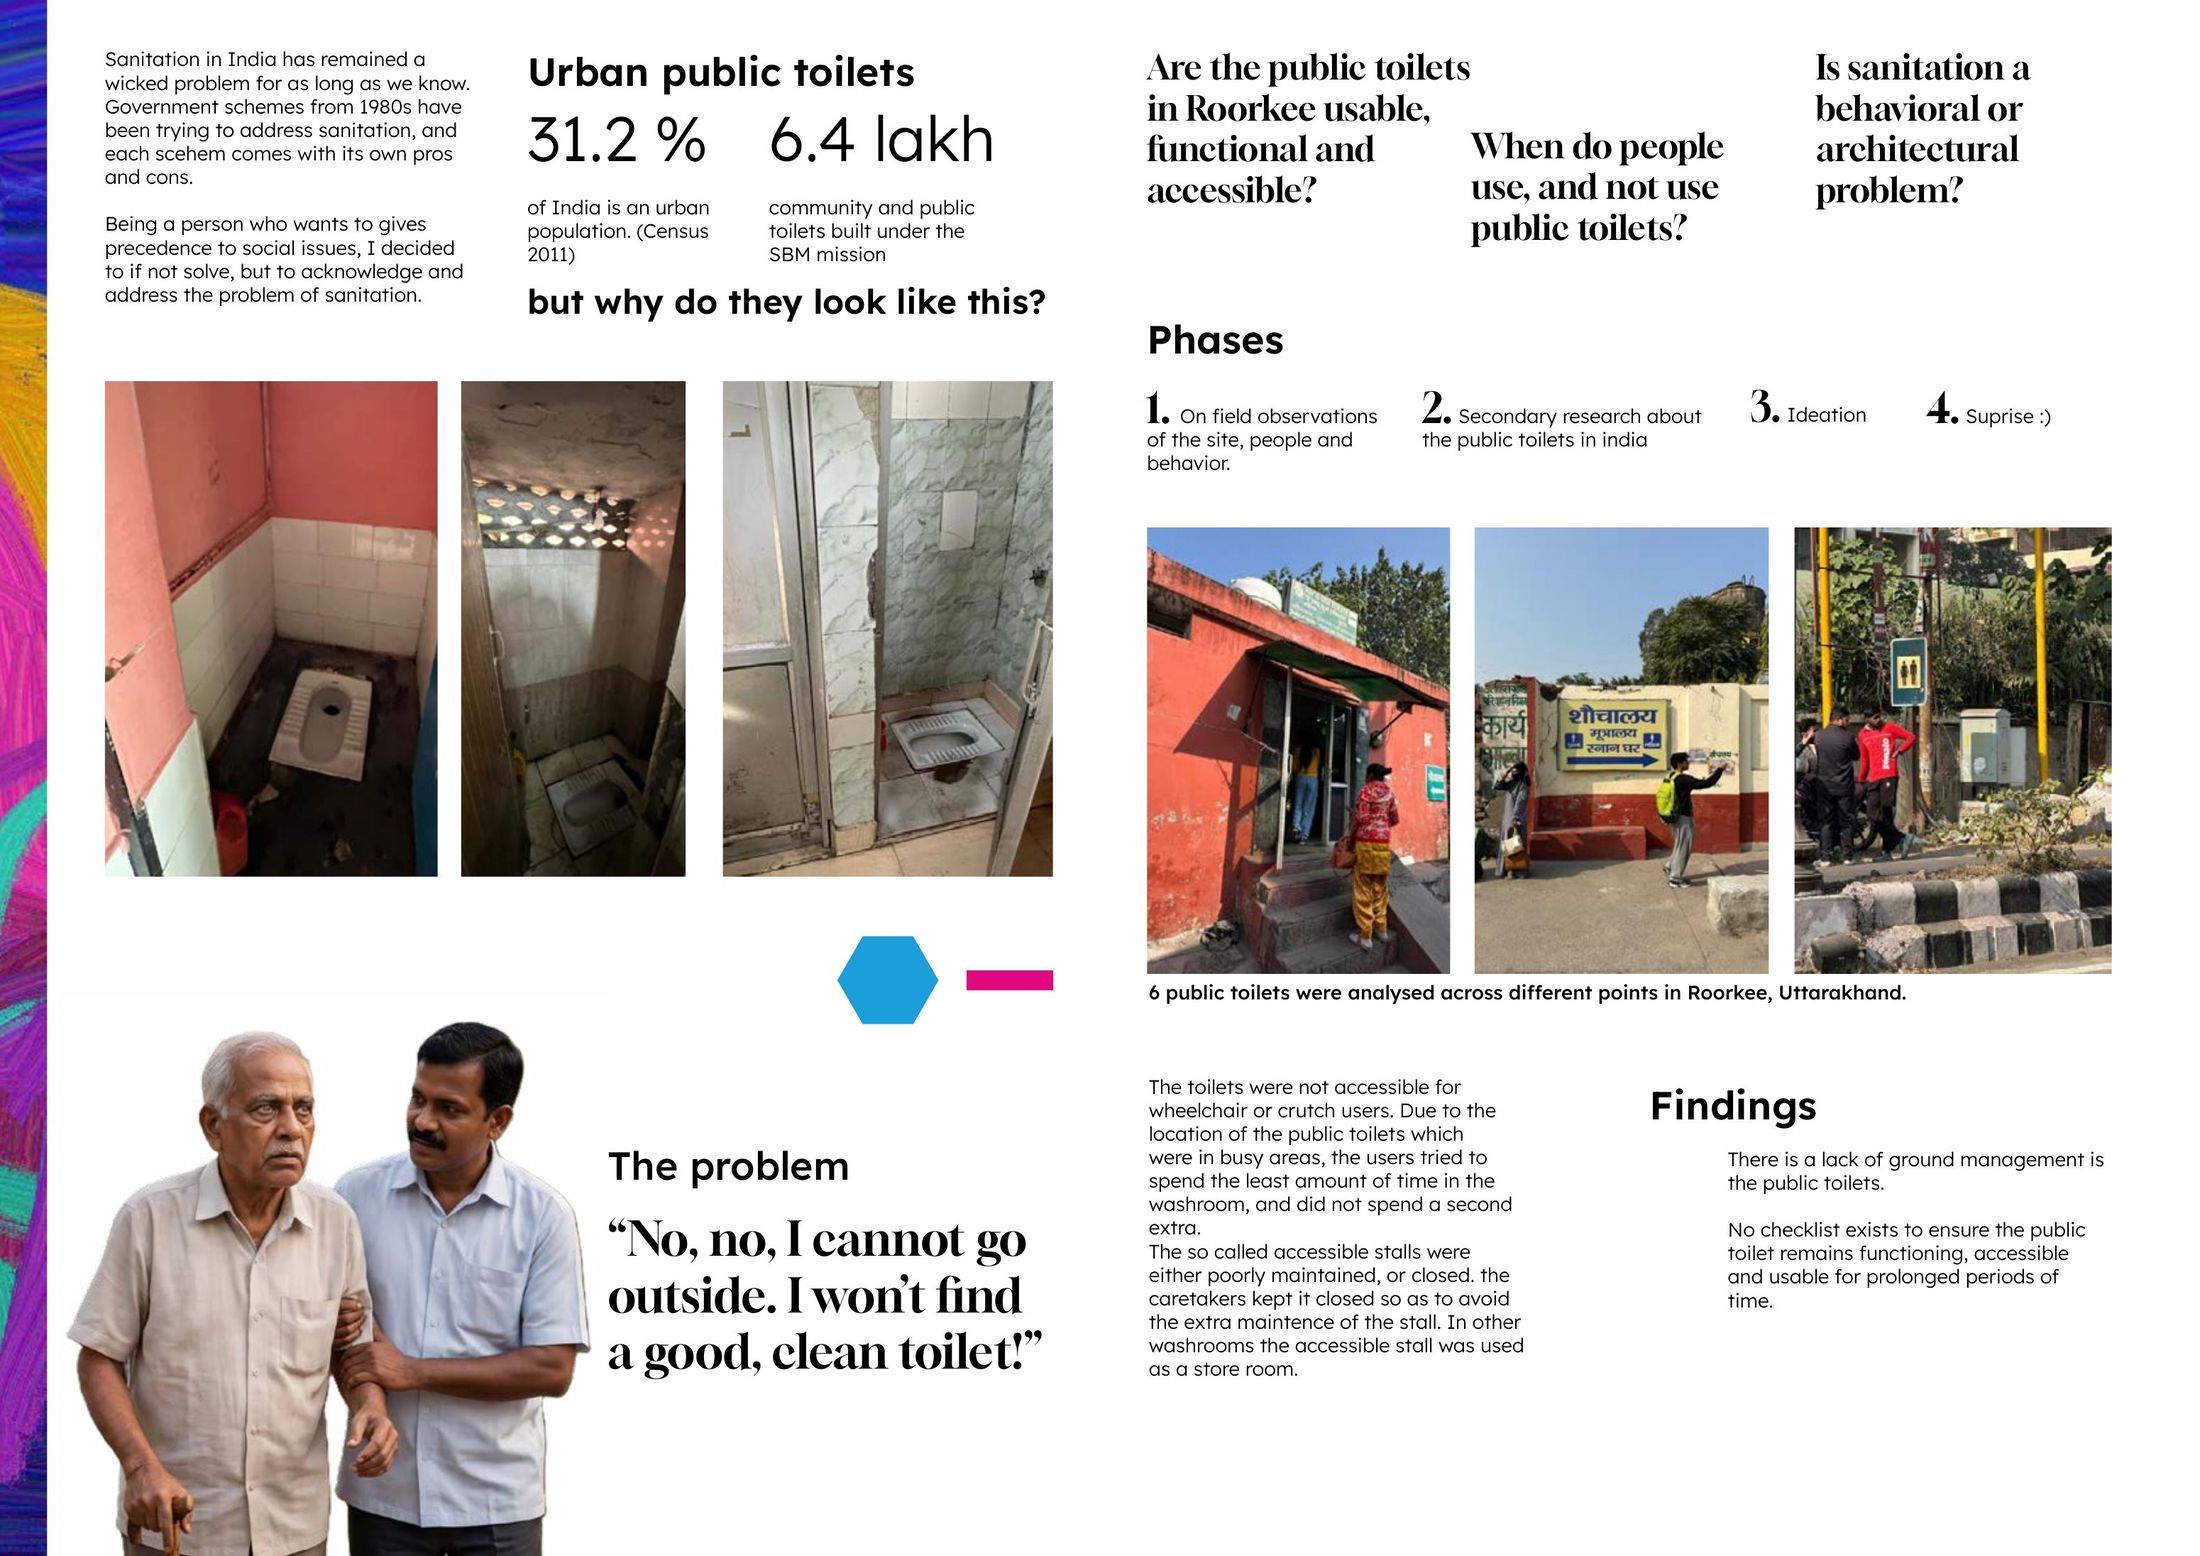 Sanitation in India has remained a
wicked problem for as long as we know.
Government schemes from 1980s have
been trying to address sanitation, and
each scehem comes with its own pros
and cons.
Being a person who wants to gives
precedence to social issues, I decided
to if not solve, but to acknowledge and
address the problem of sanitation.
Urban public toilets
31.2 %
of India is an urban
population. (Census
2011)
6.4 lakh
community and public
toilets built under the
SBM mission
but why do they look like this?
The problem
“No, no, I cannot go
outside. I won’t find
a good, clean toilet!”
Are the public toilets
in Roorkee usable,
functional and
accessible?
When do people
use, and not use
public toilets?
Is sanitation a
behavioral or
architectural
problem?
Phases
1. On field observations
of the site, people and
behavior.
2. Secondary research about
the public toilets in india
3. Ideation
4. Suprise :)
कार्य
शौचालय
मूत्रालय
स्नान घर
6 public toilets were analysed across different points in Roorkee, Uttarakhand.
The toilets were not accessible for
wheelchair or crutch users. Due to the
location of the public toilets which
were in busy areas, the users tried to
spend the least amount of time in the
washroom, and did not spend a second
extra.
The so called accessible stalls were
either poorly maintained, or closed. the
caretakers kept it closed so as to avoid
the extra maintence of the stall. In other
washrooms the accessible stall was used
as a store room.
Findings
There is a lack of ground management is
the public toilets.
No checklist exists to ensure the public
toilet remains functioning, accessible
and usable for prolonged periods of
time.